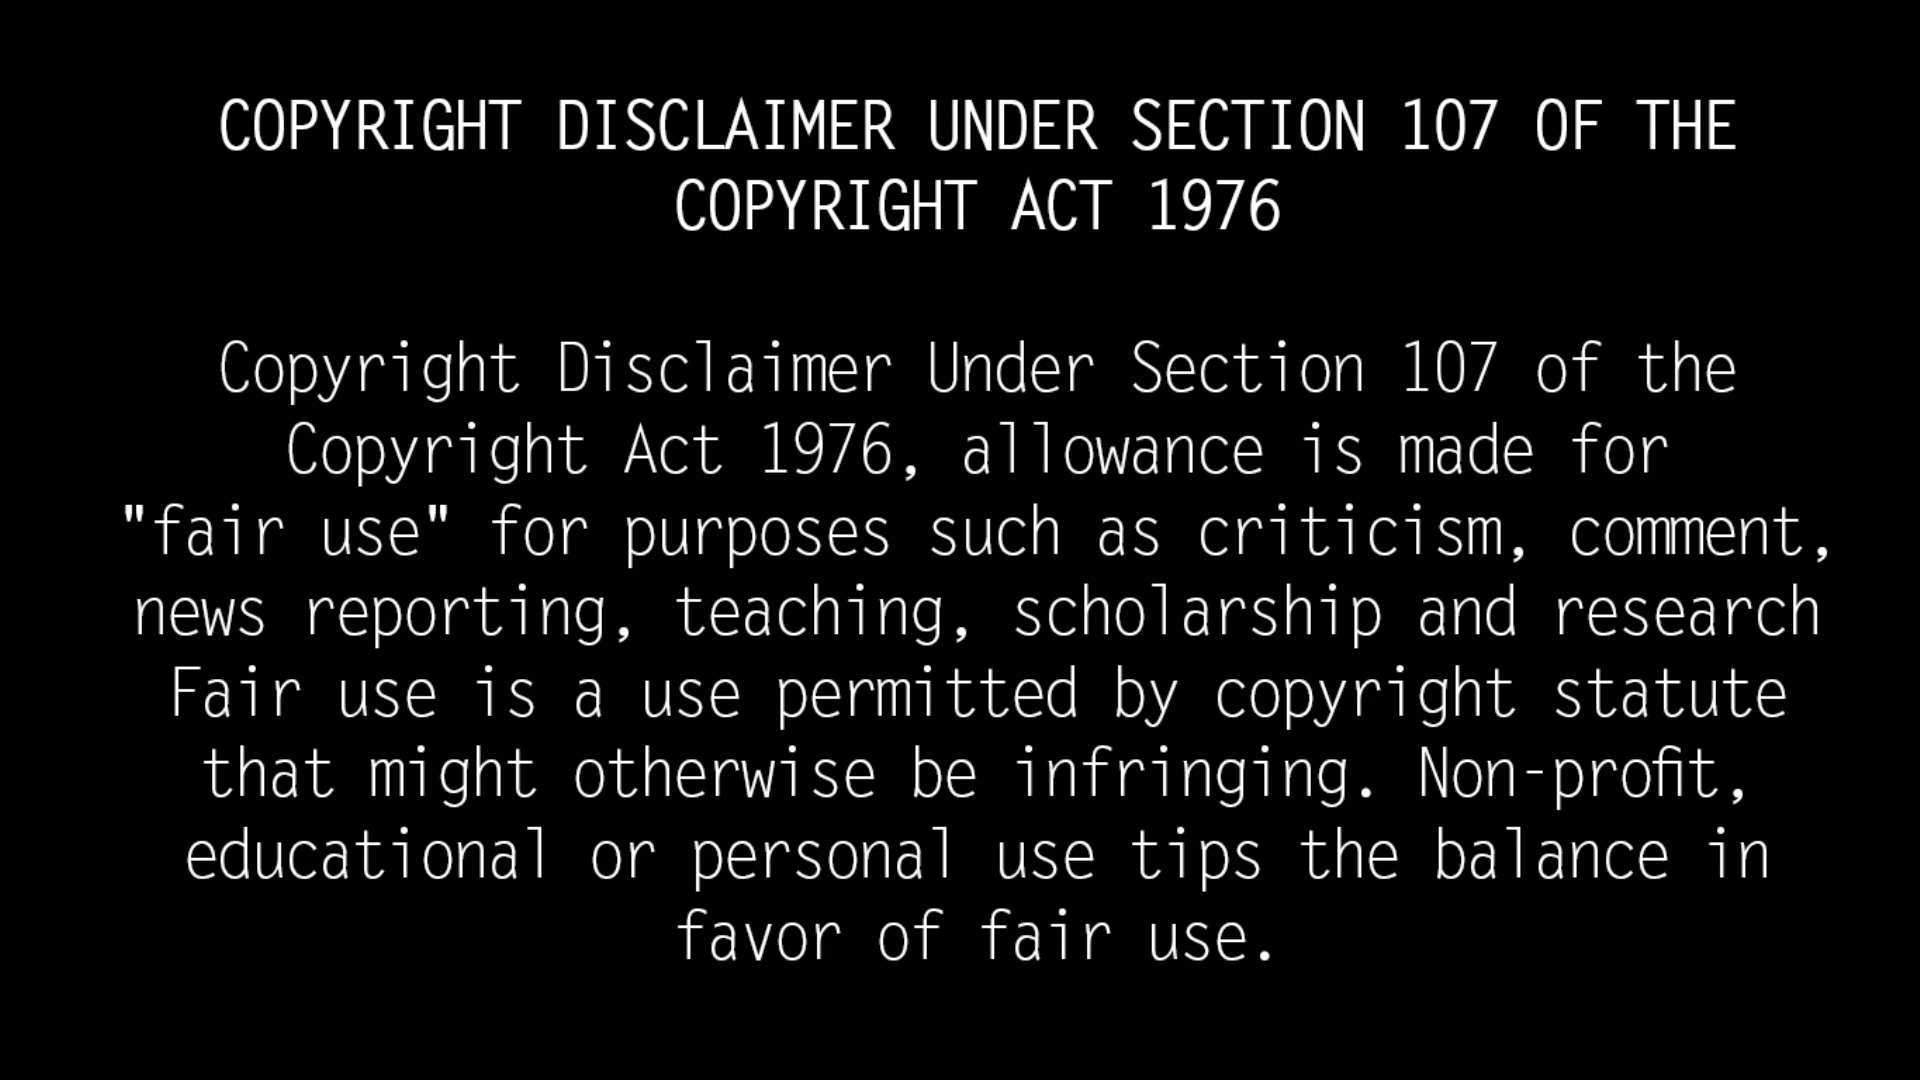 COPYRIGHT DISCLAIMER UNDER SECTION 107 OF THE
COPYRIGHT ACT 1976
Copyright Disclaimer Under Section 107 of the
Copyright Act 1976, allowance is made for
"fair use" for purposes such as criticism, comment,
news reporting, teaching, scholarship and research
Fair use is a use permitted by copyright statute
that might otherwise be infringing. Non-profit,
educational or personal use tips the balance in
favor of fair use.